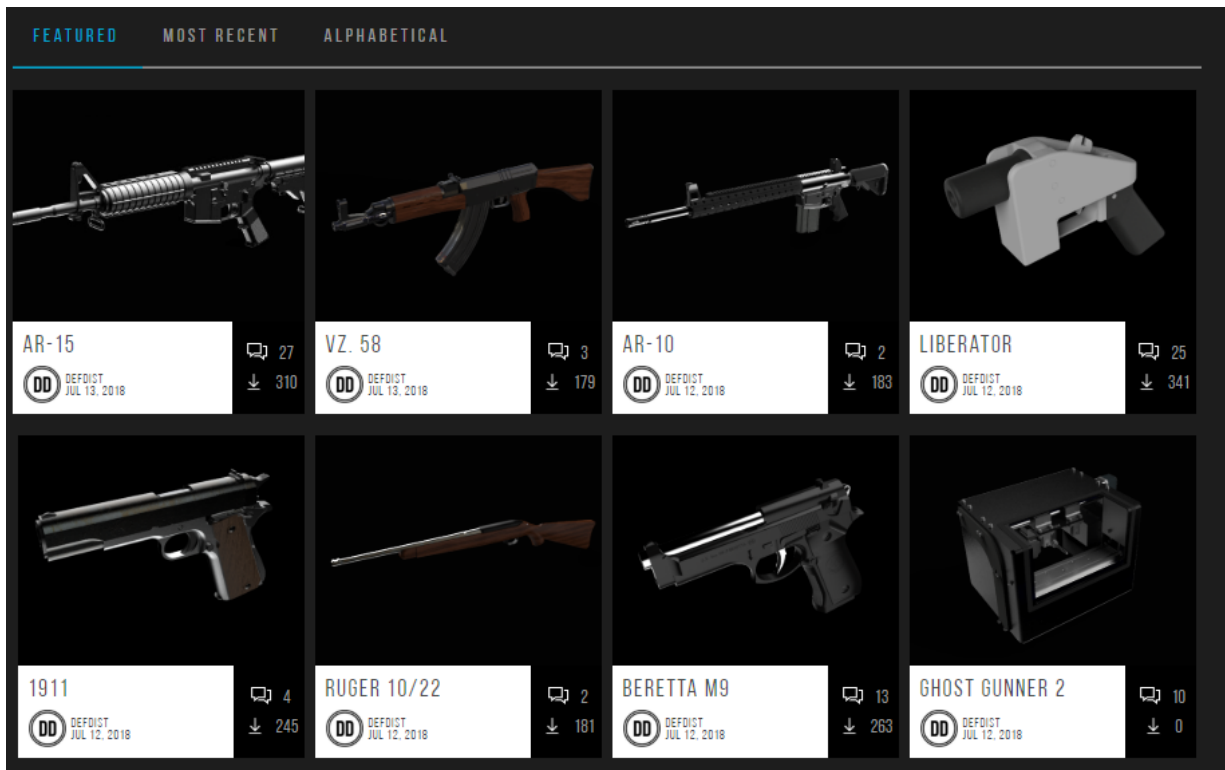 FEATURED MOST RECENT ALPHABETICAL
AR-15
27
DD DEFDIST
JUL 13, 2018
310
VZ. 58
3
DD DEFDIST
JUL 13, 2018
179
AR-10
2
DD DEFDIST
JUL 12, 2018
183
LIBERATOR
25
DD DEFDIST
JUL 12, 2018
341
1911
4
DD DEFDIST
JUL 12, 2018
245
RUGER 10/22
2
DD DEFDIST
JUL 12, 2018
181
BERETTA M9
13
DD DEFDIST
JUL 12, 2018
263
GHOST GUNNER 2
10
DD DEFDIST
JUL 12, 2018
0